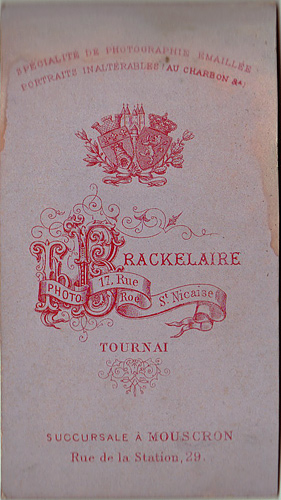 SPÉCIALITÉ DE PHOTOGRAPHIE EMAILLÉE
PORTRAITS INALTÉRABLES AU CHARBON &a
BRACKELAIRE
PHOTO
17. Rue
Roc St Nicaise
TOURNAI
SUCCURSALE À MOUSCRON
Rue de la Station, 29.